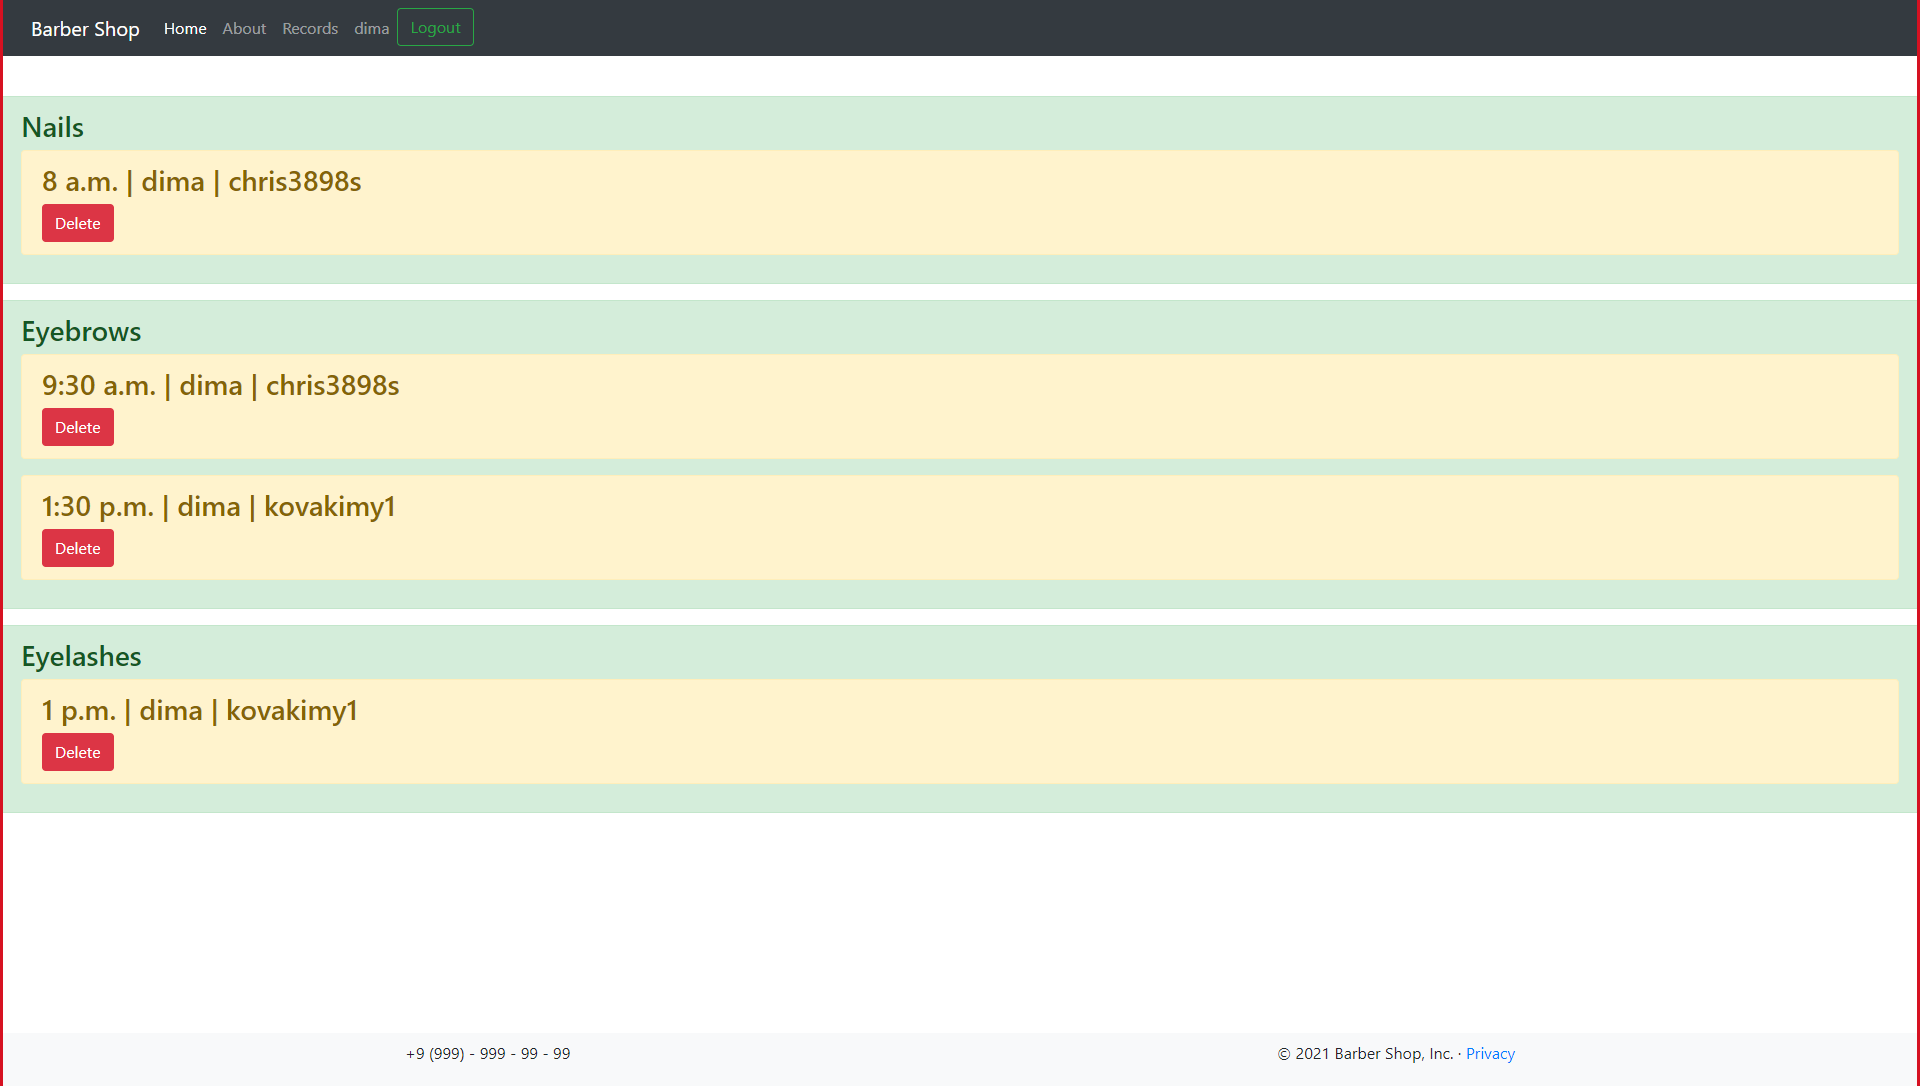 Barber Shop Home About Records dima Logout
Nails
8 a.m. | dima | chris3898s
Delete
Eyebrows
9:30 a.m. | dima | chris3898s
Delete
1:30 p.m. | dima | kovakimy1
Delete
Eyelashes
1 p.m. | dima | kovakimy1
Delete
+9 (999) - 999 - 99 - 99
© 2021 Barber Shop, Inc. · Privacy